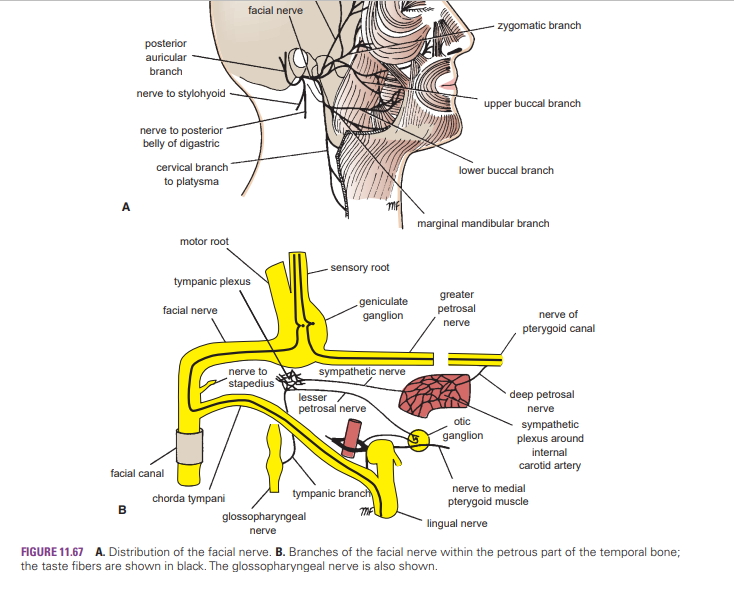 facial nerve
zygomatic branch
posterior
auricular
branch
nerve to stylohyoid
upper buccal branch
nerve to posterior
belly of digastric
cervical branch
to platysma
lower buccal branch
A
MF
marginal mandibular branch
motor root
sensory root
tympanic plexus
geniculate
ganglion
greater
petrosal
nerve
facial nerve
nerve of
pterygoid canal
nerve to
stapedius
sympathetic nerve
lesser
petrosal nerve
deep petrosal
nerve
otic
ganglion
sympathetic
plexus around
internal
carotid artery
facial canal
chorda tympani
tympanic branch
nerve to medial
pterygoid muscle
B
MF
glossopharyngeal
nerve
lingual nerve
FIGURE 11.67 A. Distribution of the facial nerve. B. Branches of the facial nerve within the petrous part of the temporal bone;
the taste fibers are shown in black. The glossopharyngeal nerve is also shown.